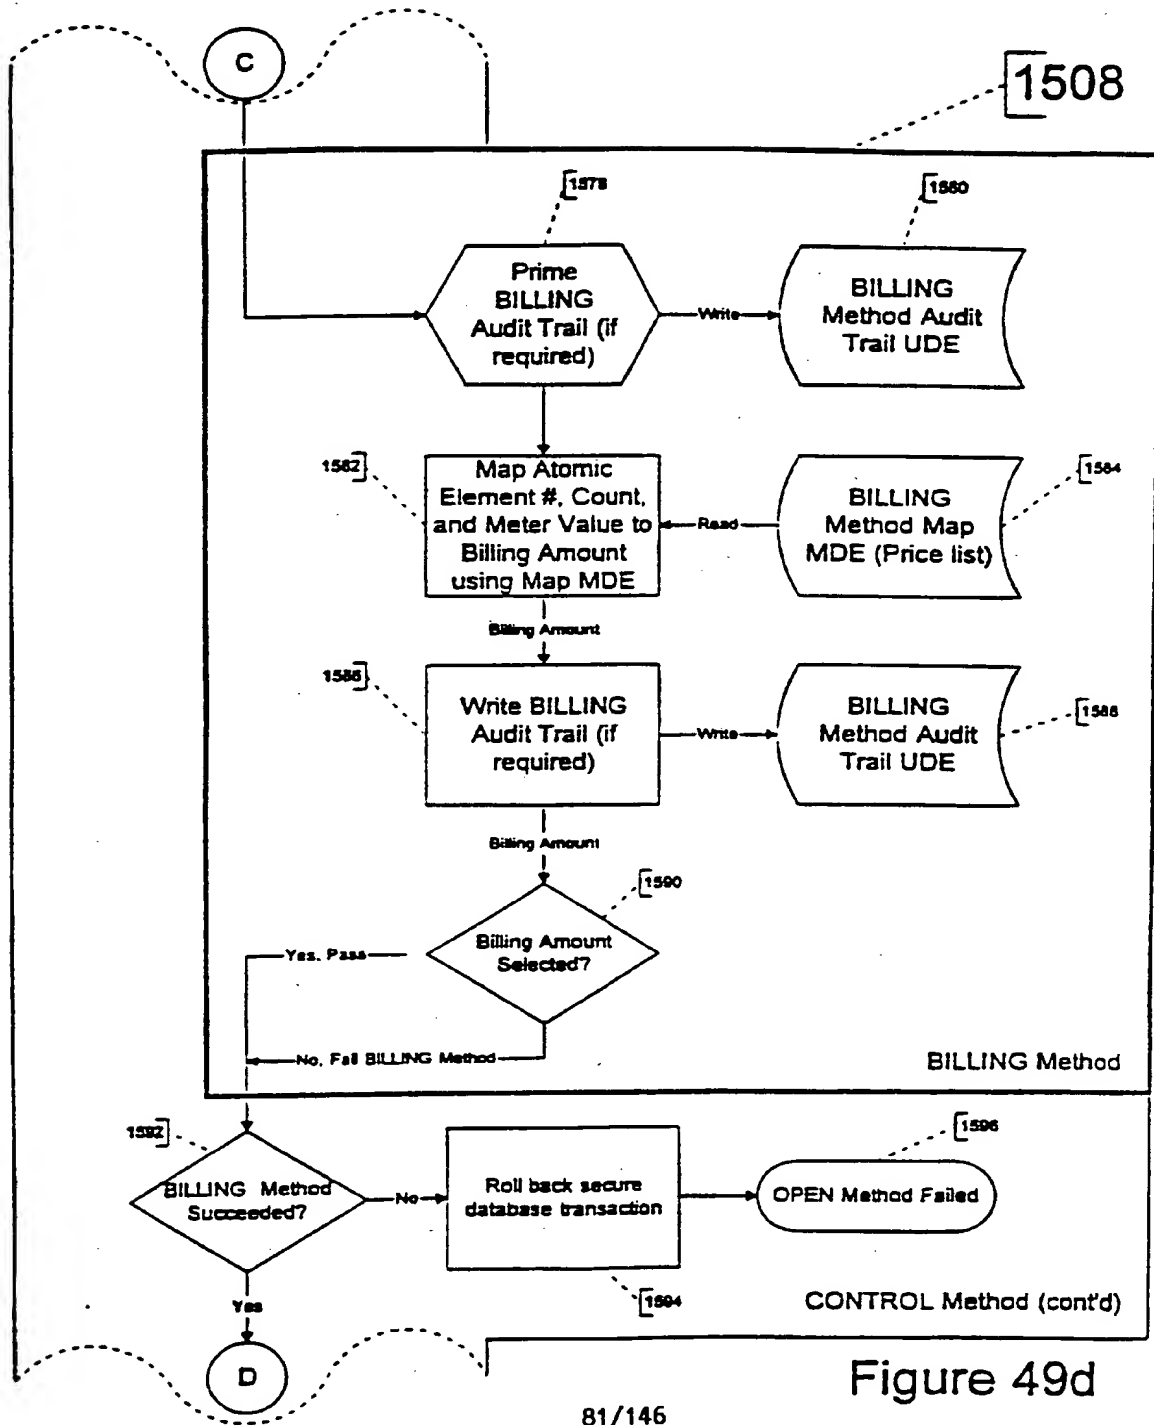 C
1508
1578
1580
Prime
BILLING
Audit Trail (if
required)
Write
BILLING
Method Audit
Trail UDE
1582
Map Atomic
Element #, Count,
and Meter Value to
Billing Amount
using Map MDE
Read
BILLING
Method Map
MDE (Price list)
1584
Billing Amount
1586
Write BILLING
Audit Trail (if
required)
Write
BILLING
Method Audit
Trail UDE
1588
Billing Amount
1590
Billing Amount
Selected?
Yes, Pass
No, Fail BILLING Method
BILLING Method
1592
BILLING Method
Succeeded?
No
Roll back secure
database transaction
1596
OPEN Method Failed
1594
Yes
CONTROL Method (cont'd)
D
Figure 49d
81/146